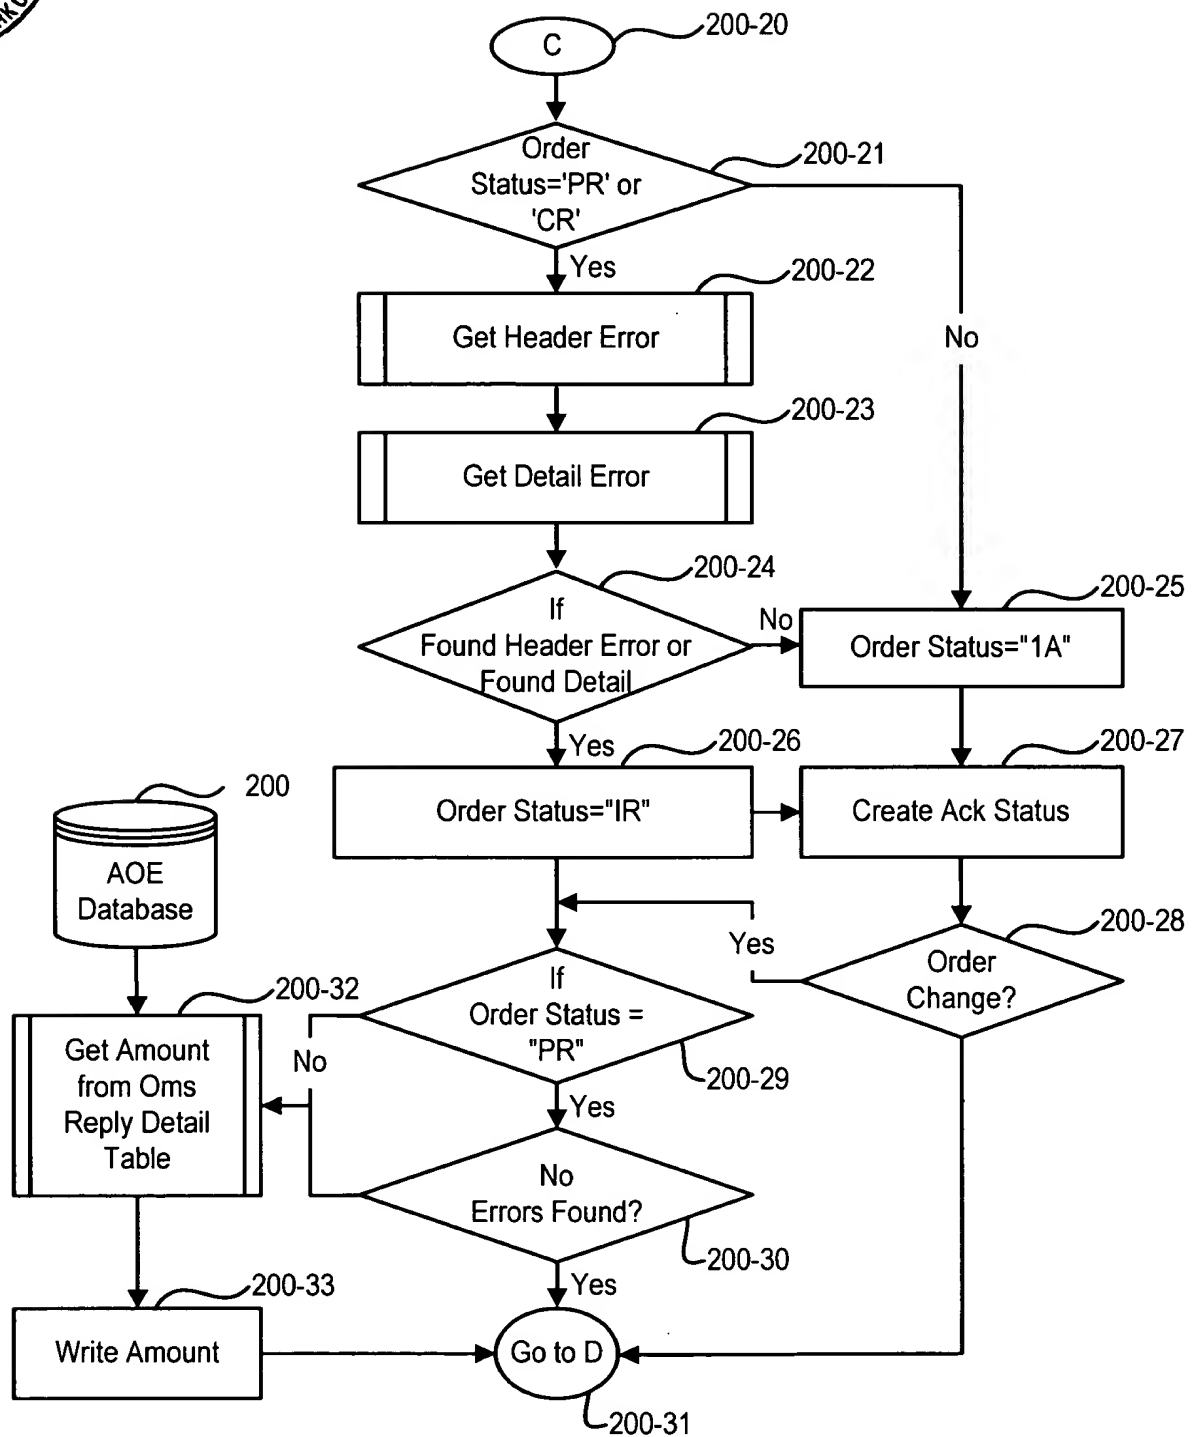 C
200-20
Order
Status='PR' or
'CR'
200-21
Yes
200-22
Get Header Error
No
200-23
Get Detail Error
200-24
If
Found Header Error or
Found Detail
No
200-25
Order Status="1A"
Yes
200-26
Order Status="IR"
200-27
Create Ack Status
200
AOE
Database
Yes
200-28
Order
Change?
If
Order Status =
"PR"
200-29
200-32
Get Amount
from Oms
Reply Detail
Table
No
Yes
No
Errors Found?
200-30
200-33
Write Amount
Yes
Go to D
200-31